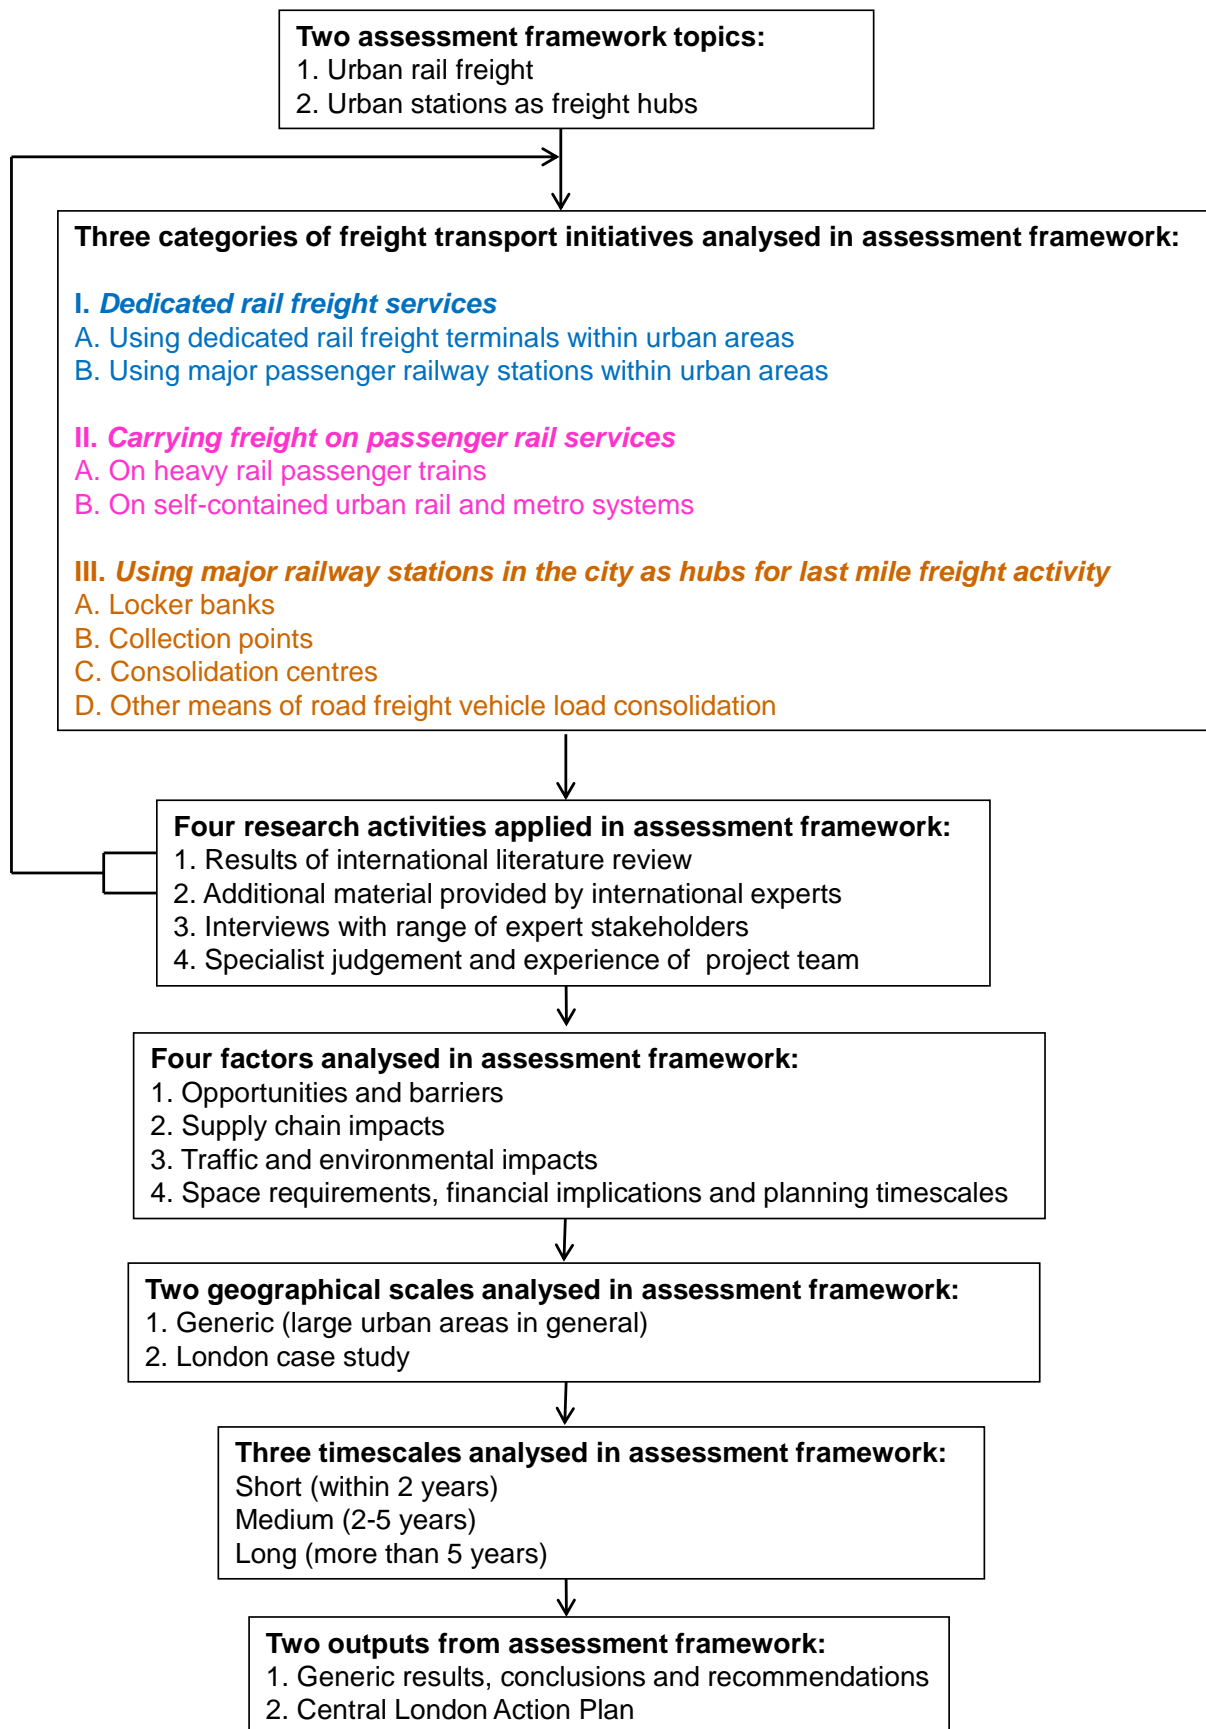 Two assessment framework topics:
1. Urban rail freight
2. Urban stations as freight hubs
Three categories of freight transport initiatives analysed in assessment framework:
I. Dedicated rail freight services
A. Using dedicated rail freight terminals within urban areas
B. Using major passenger railway stations within urban areas
II. Carrying freight on passenger rail services
A. On heavy rail passenger trains
B. On self-contained urban rail and metro systems
III. Using major railway stations in the city as hubs for last mile freight activity
A. Locker banks
B. Collection points
C. Consolidation centres
D. Other means of road freight vehicle load consolidation
Four research activities applied in assessment framework:
1. Results of international literature review
2. Additional material provided by international experts
3. Interviews with range of expert stakeholders
4. Specialist judgement and experience of project team
Four factors analysed in assessment framework:
1. Opportunities and barriers
2. Supply chain impacts
3. Traffic and environmental impacts
4. Space requirements, financial implications and planning timescales
Two geographical scales analysed in assessment framework:
1. Generic (large urban areas in general)
2. London case study
Three timescales analysed in assessment framework:
Short (within 2 years)
Medium (2-5 years)
Long (more than 5 years)
Two outputs from assessment framework:
1. Generic results, conclusions and recommendations
2. Central London Action Plan